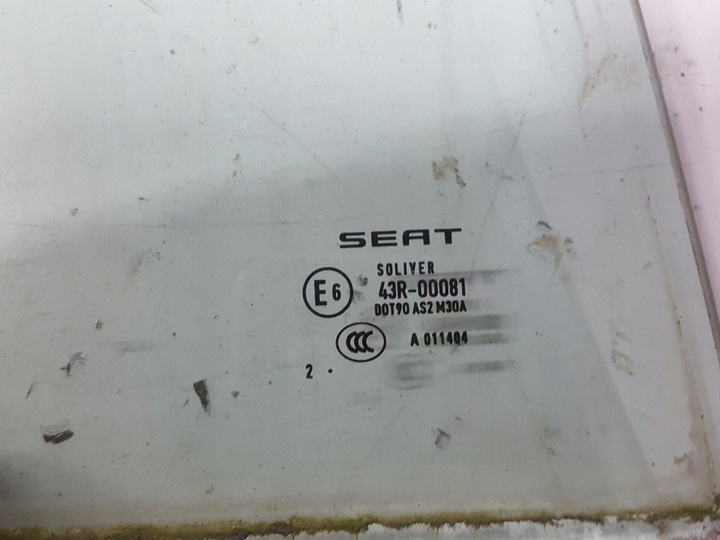 SEAT
SOLIVER
E6 43R-00081
DOT90 AS2 M30A
CCC A 011404
2 .